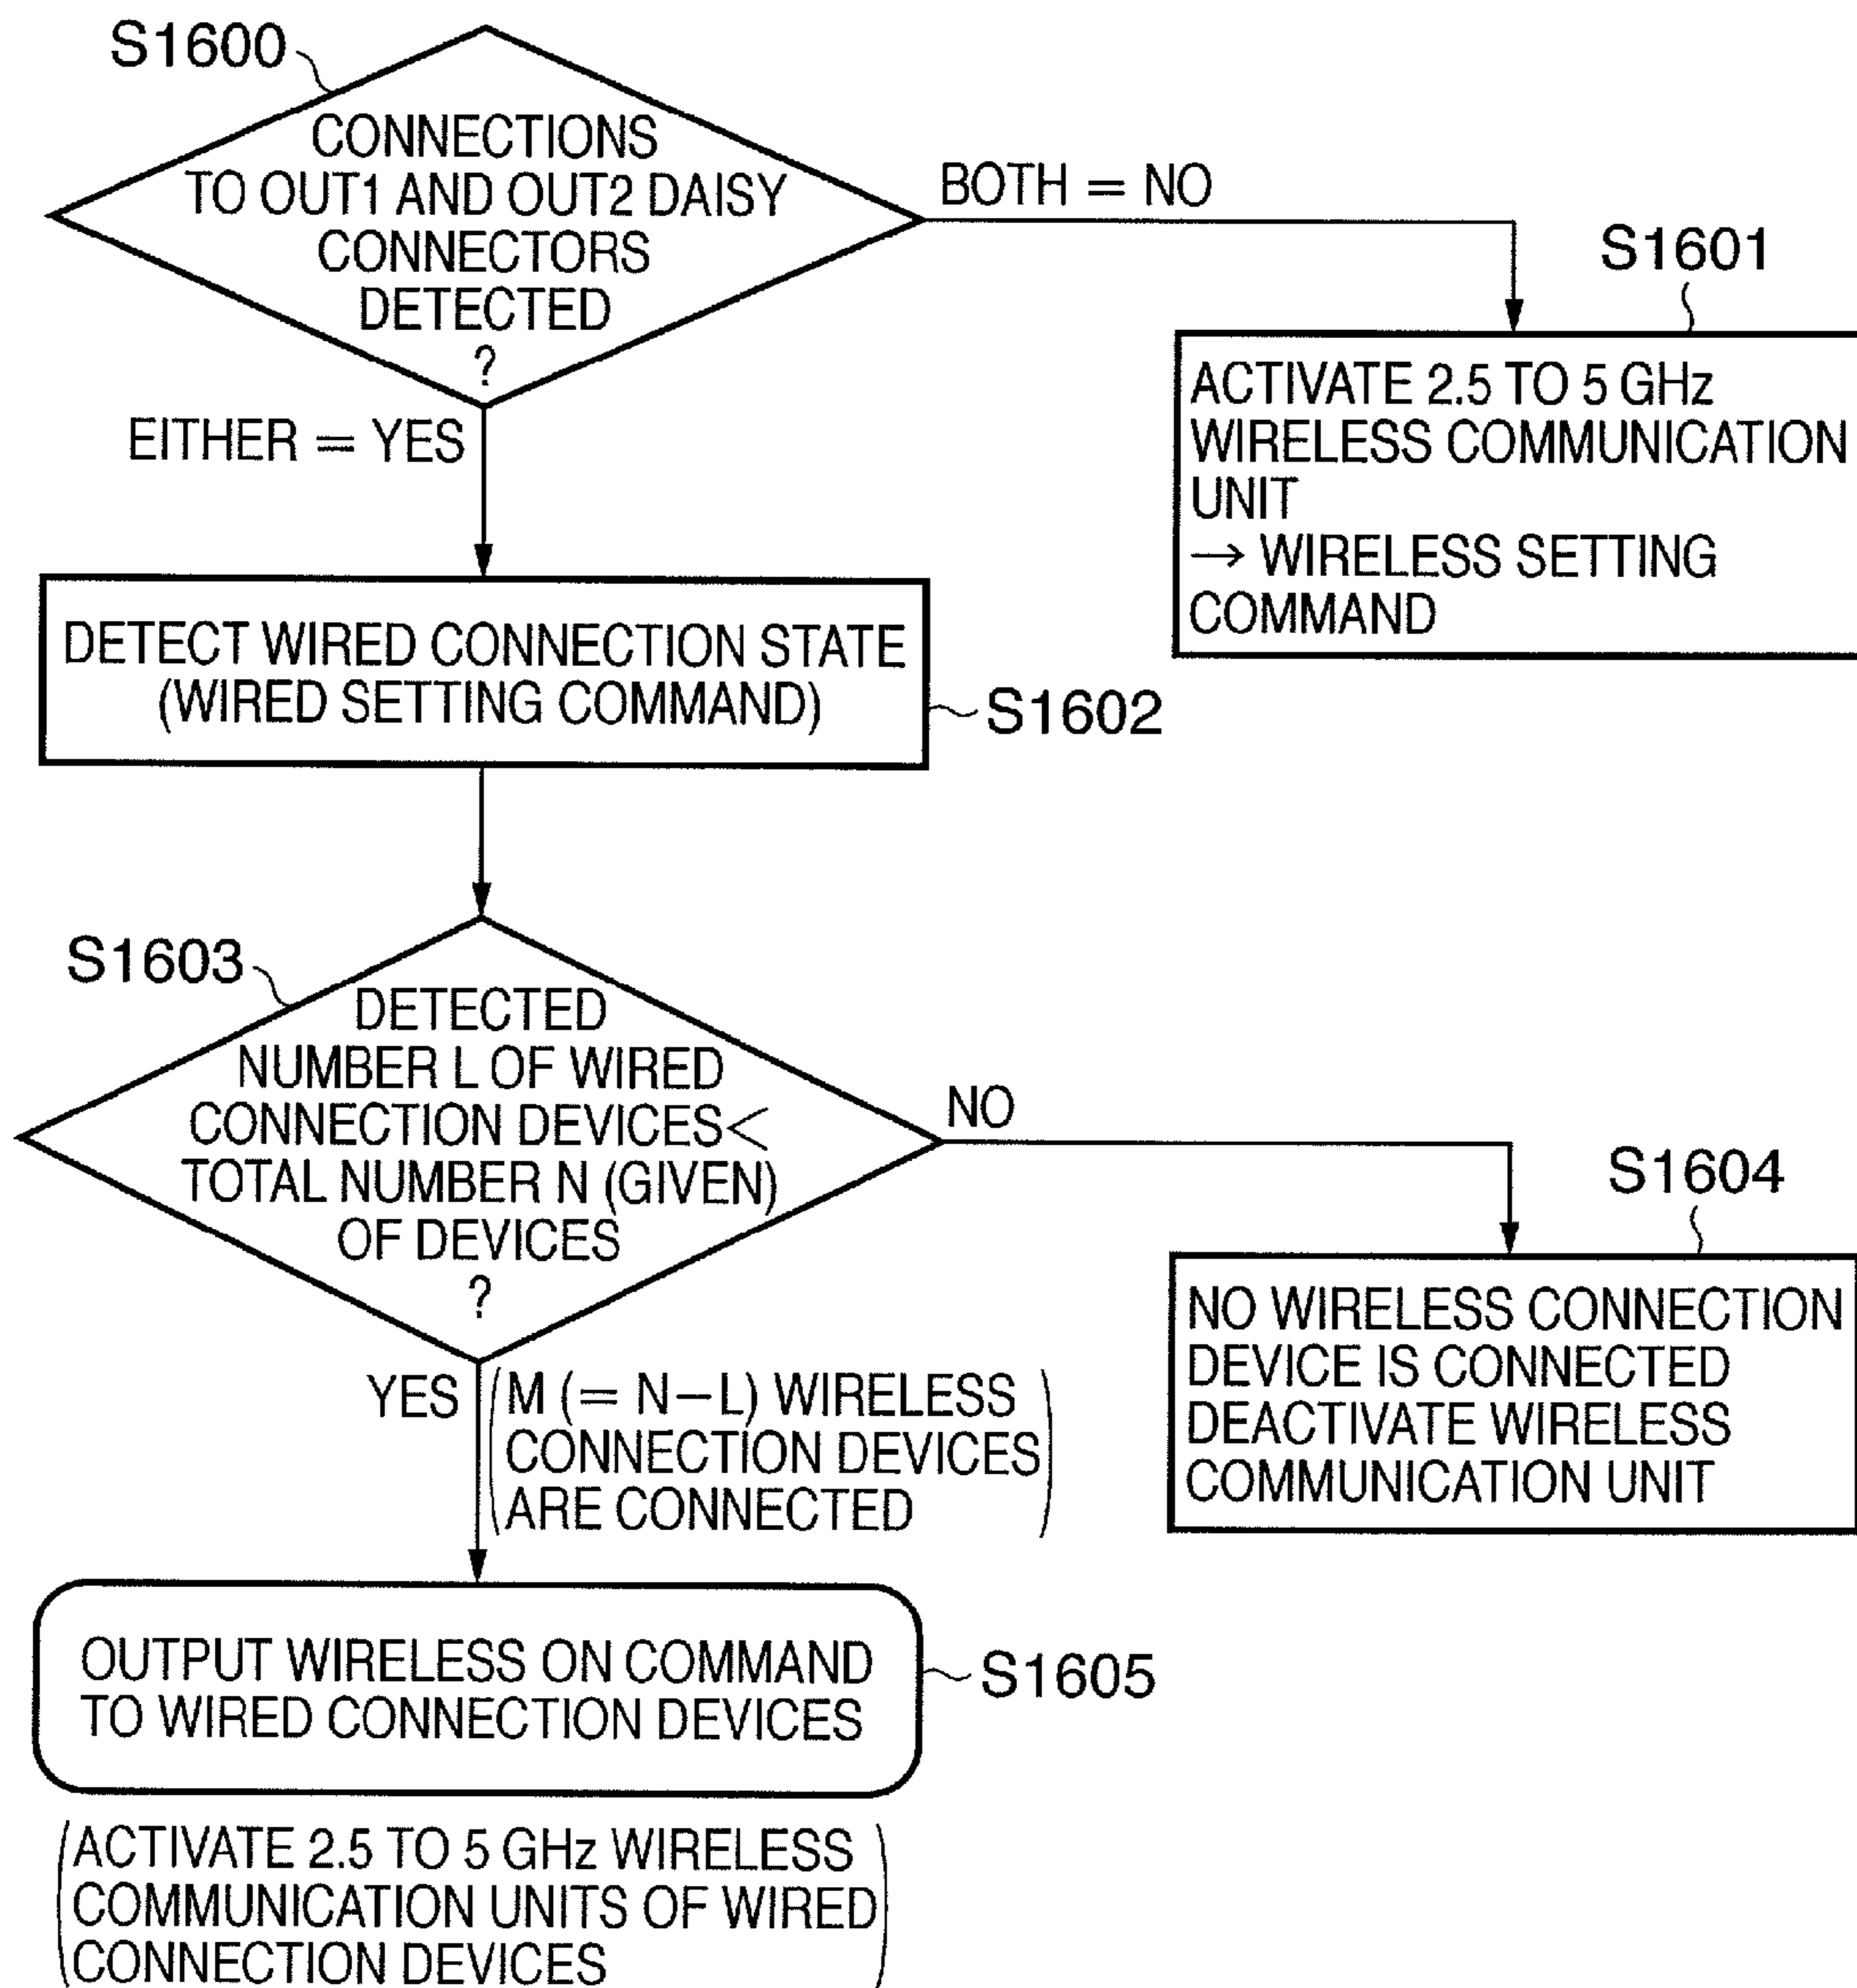 S1600
CONNECTIONS
TO OUT1 AND OUT2 DAISY
CONNECTORS
DETECTED
?
BOTH = NO
EITHER = YES
S1601
ACTIVATE 2.5 TO 5 GHz
WIRELESS COMMUNICATION
UNIT
→ WIRELESS SETTING
COMMAND
DETECT WIRED CONNECTION STATE
(WIRED SETTING COMMAND)
S1602
S1603
DETECTED
NUMBER L OF WIRED
CONNECTION DEVICES<
TOTAL NUMBER N (GIVEN)
OF DEVICES
?
NO
S1604
NO WIRELESS CONNECTION
DEVICE IS CONNECTED
DEACTIVATE WIRELESS
COMMUNICATION UNIT
YES
(M (= N−L) WIRELESS
CONNECTION DEVICES
ARE CONNECTED)
OUTPUT WIRELESS ON COMMAND
TO WIRED CONNECTION DEVICES
S1605
(ACTIVATE 2.5 TO 5 GHz WIRELESS
COMMUNICATION UNITS OF WIRED
CONNECTION DEVICES)